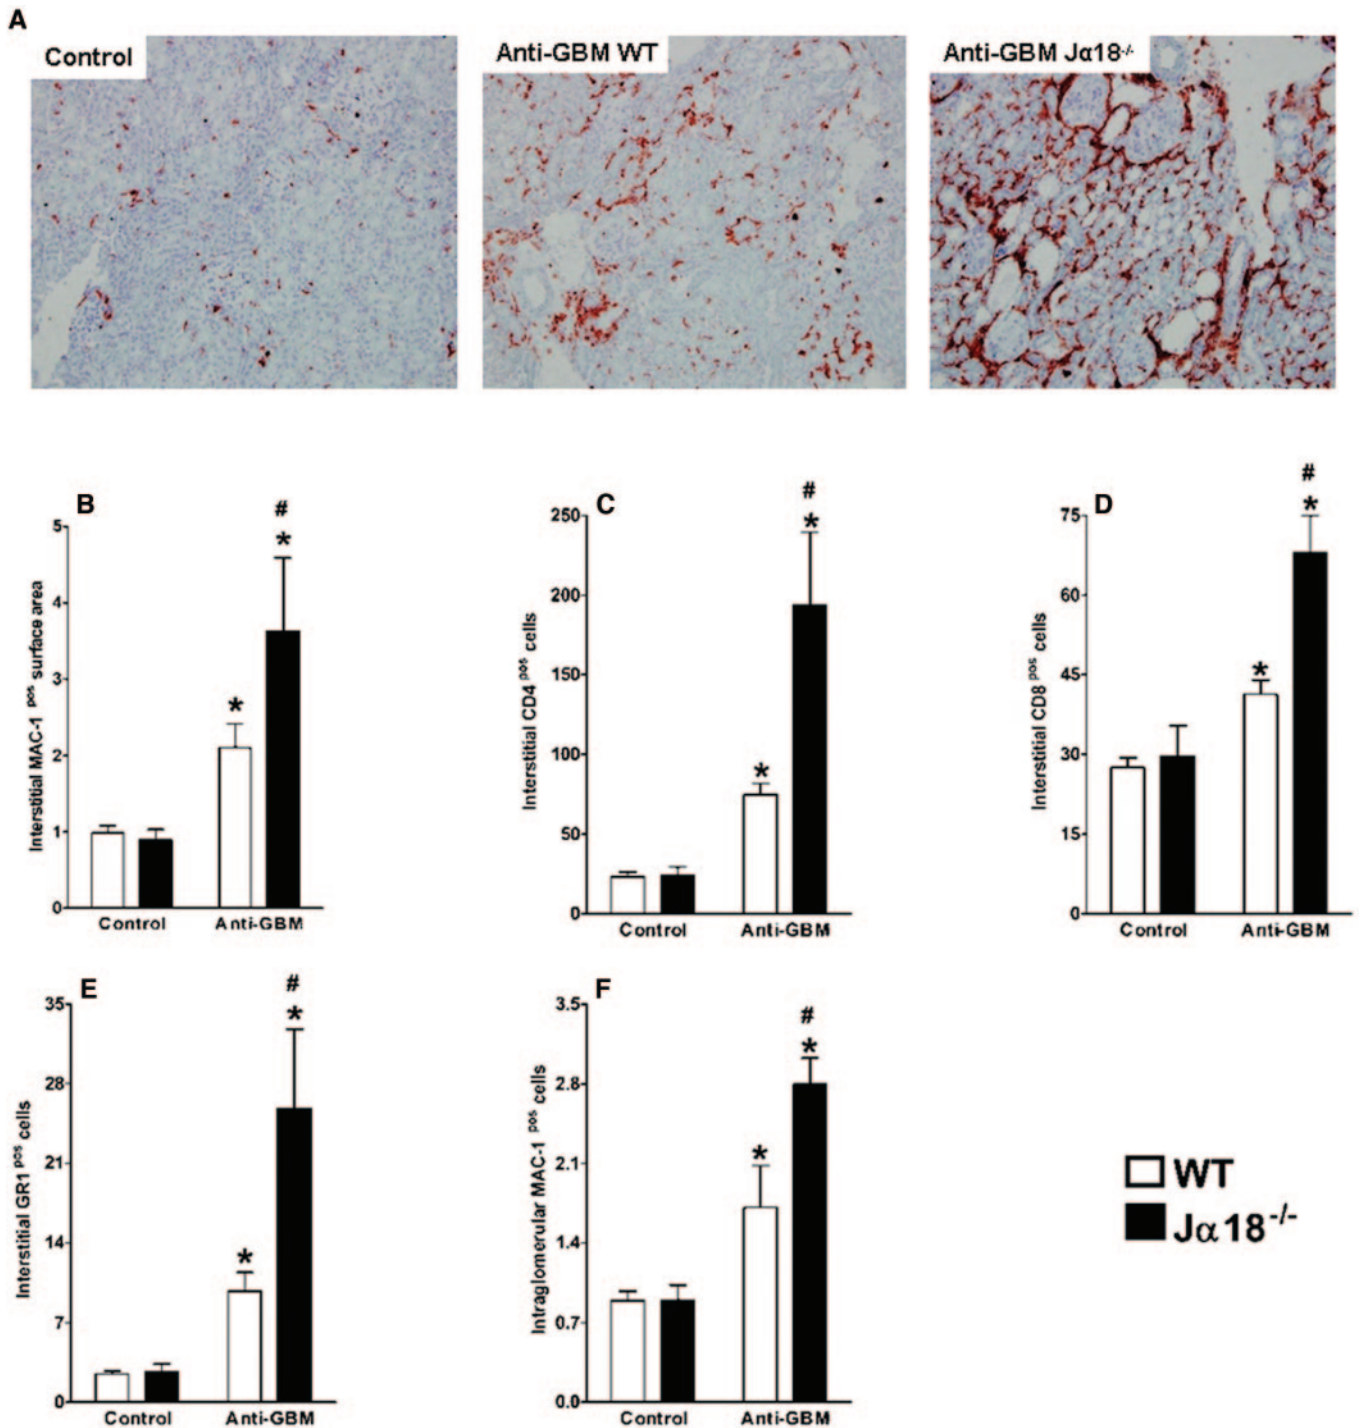 A
Control
Anti-GBM WT
Anti-GBM Jα18-/-
B
#
*
*
5
4
3
2
1
0
Interstitial MAC-1 pos surface area
Control
Anti-GBM
C
#
*
*
250
200
150
100
50
0
Interstitial CD4 pos cells
Control
Anti-GBM
D
#
*
*
75
60
45
30
15
0
Interstitial CD8 pos cells
Control
Anti-GBM
E
#
*
*
35
28
21
14
7
0
Interstitial GR1 pos cells
Control
Anti-GBM
F
#
*
*
3.5
2.8
2.1
1.4
0.7
0.0
Intraglomerular MAC-1 pos cells
Control
Anti-GBM
WT
Jα18-/-